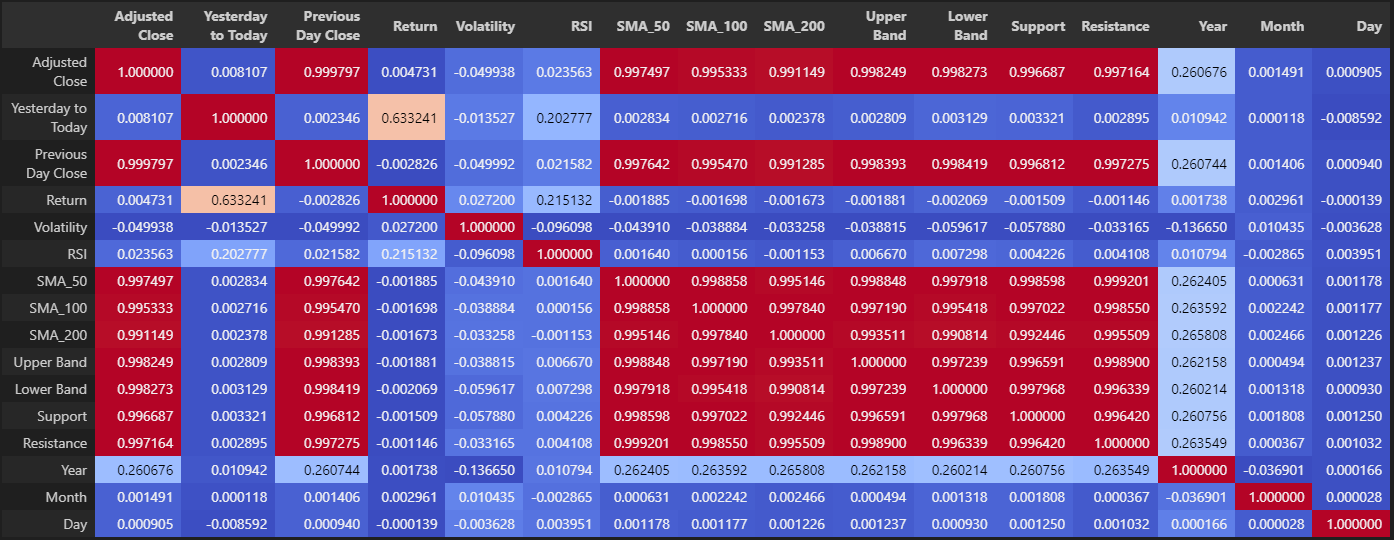 Adjusted Close Yesterday to Today Previous Day Close Return Volatility RSI SMA_50 SMA_100 SMA_200 Upper Band Lower Band Support Resistance Year Month Day
Adjusted Close 1.000000 0.008107 0.999797 0.004731 -0.049938 0.023563 0.997497 0.995333 0.991149 0.998249 0.998273 0.996687 0.997164 0.260676 0.001491 0.000905
Yesterday to Today 0.008107 1.000000 0.002346 0.633241 -0.013527 0.202777 0.002834 0.002716 0.002378 0.002809 0.003129 0.003321 0.002895 0.010942 0.000118 -0.008592
Previous Day Close 0.999797 0.002346 1.000000 -0.002826 -0.049992 0.021582 0.997642 0.995470 0.991285 0.998393 0.998419 0.996812 0.997275 0.260744 0.001406 0.000940
Return 0.004731 0.633241 -0.002826 1.000000 0.027200 0.215132 -0.001885 -0.001698 -0.001673 -0.001881 -0.002069 -0.001509 -0.001146 0.001738 0.002961 -0.000139
Volatility -0.049938 -0.013527 -0.049992 0.027200 1.000000 -0.096098 -0.043910 -0.038884 -0.033258 -0.038815 -0.059617 -0.057880 -0.033165 -0.136650 0.010435 -0.003628
RSI 0.023563 0.202777 0.021582 0.215132 -0.096098 1.000000 0.001640 0.000156 -0.001153 0.006670 0.007298 0.004226 0.004108 0.010794 -0.002865 0.003951
SMA_50 0.997497 0.002834 0.997642 -0.001885 -0.043910 0.001640 1.000000 0.998858 0.995146 0.998848 0.997918 0.998598 0.999201 0.262405 0.000631 0.001178
SMA_100 0.995333 0.002716 0.995470 -0.001698 -0.038884 0.000156 0.998858 1.000000 0.997840 0.997190 0.995418 0.997022 0.998550 0.263592 0.002242 0.001177
SMA_200 0.991149 0.002378 0.991285 -0.001673 -0.033258 -0.001153 0.995146 0.997840 1.000000 0.993511 0.990814 0.992446 0.995509 0.265808 0.002466 0.001226
Upper Band 0.998249 0.002809 0.998393 -0.001881 -0.038815 0.006670 0.998848 0.997190 0.993511 1.000000 0.997239 0.996591 0.998900 0.262158 0.000494 0.001237
Lower Band 0.998273 0.003129 0.998419 -0.002069 -0.059617 0.007298 0.997918 0.995418 0.990814 0.997239 1.000000 0.997968 0.996339 0.260214 0.001318 0.000930
Support 0.996687 0.003321 0.996812 -0.001509 -0.057880 0.004226 0.998598 0.997022 0.992446 0.996591 0.997968 1.000000 0.996420 0.260756 0.001808 0.001250
Resistance 0.997164 0.002895 0.997275 -0.001146 -0.033165 0.004108 0.999201 0.998550 0.995509 0.998900 0.996339 0.996420 1.000000 0.263549 0.000367 0.001032
Year 0.260676 0.010942 0.260744 0.001738 -0.136650 0.010794 0.262405 0.263592 0.265808 0.262158 0.260214 0.260756 0.263549 1.000000 -0.036901 0.000166
Month 0.001491 0.000118 0.001406 0.002961 0.010435 -0.002865 0.000631 0.002242 0.002466 0.000494 0.001318 0.001808 0.000367 -0.036901 1.000000 0.000028
Day 0.000905 -0.008592 0.000940 -0.000139 -0.003628 0.003951 0.001178 0.001177 0.001226 0.001237 0.000930 0.001250 0.001032 0.000166 0.000028 1.000000